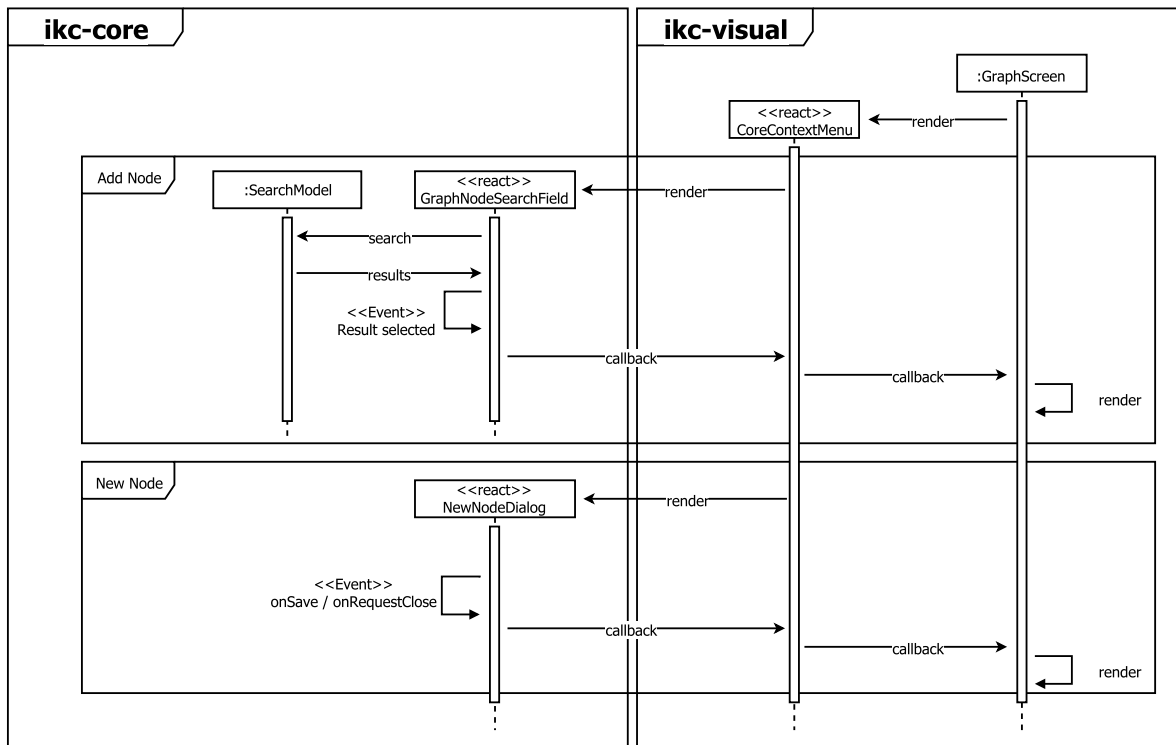 ikc-core
ikc-visual
:GraphScreen
<<react>>
CoreContextMenu
render
Add Node
:SearchModel
<<react>>
GraphNodeSearchField
render
search
results
<<Event>>
Result selected
callback
callback
render
New Node
<<react>>
NewNodeDialog
render
<<Event>>
onSave / onRequestClose
callback
callback
render